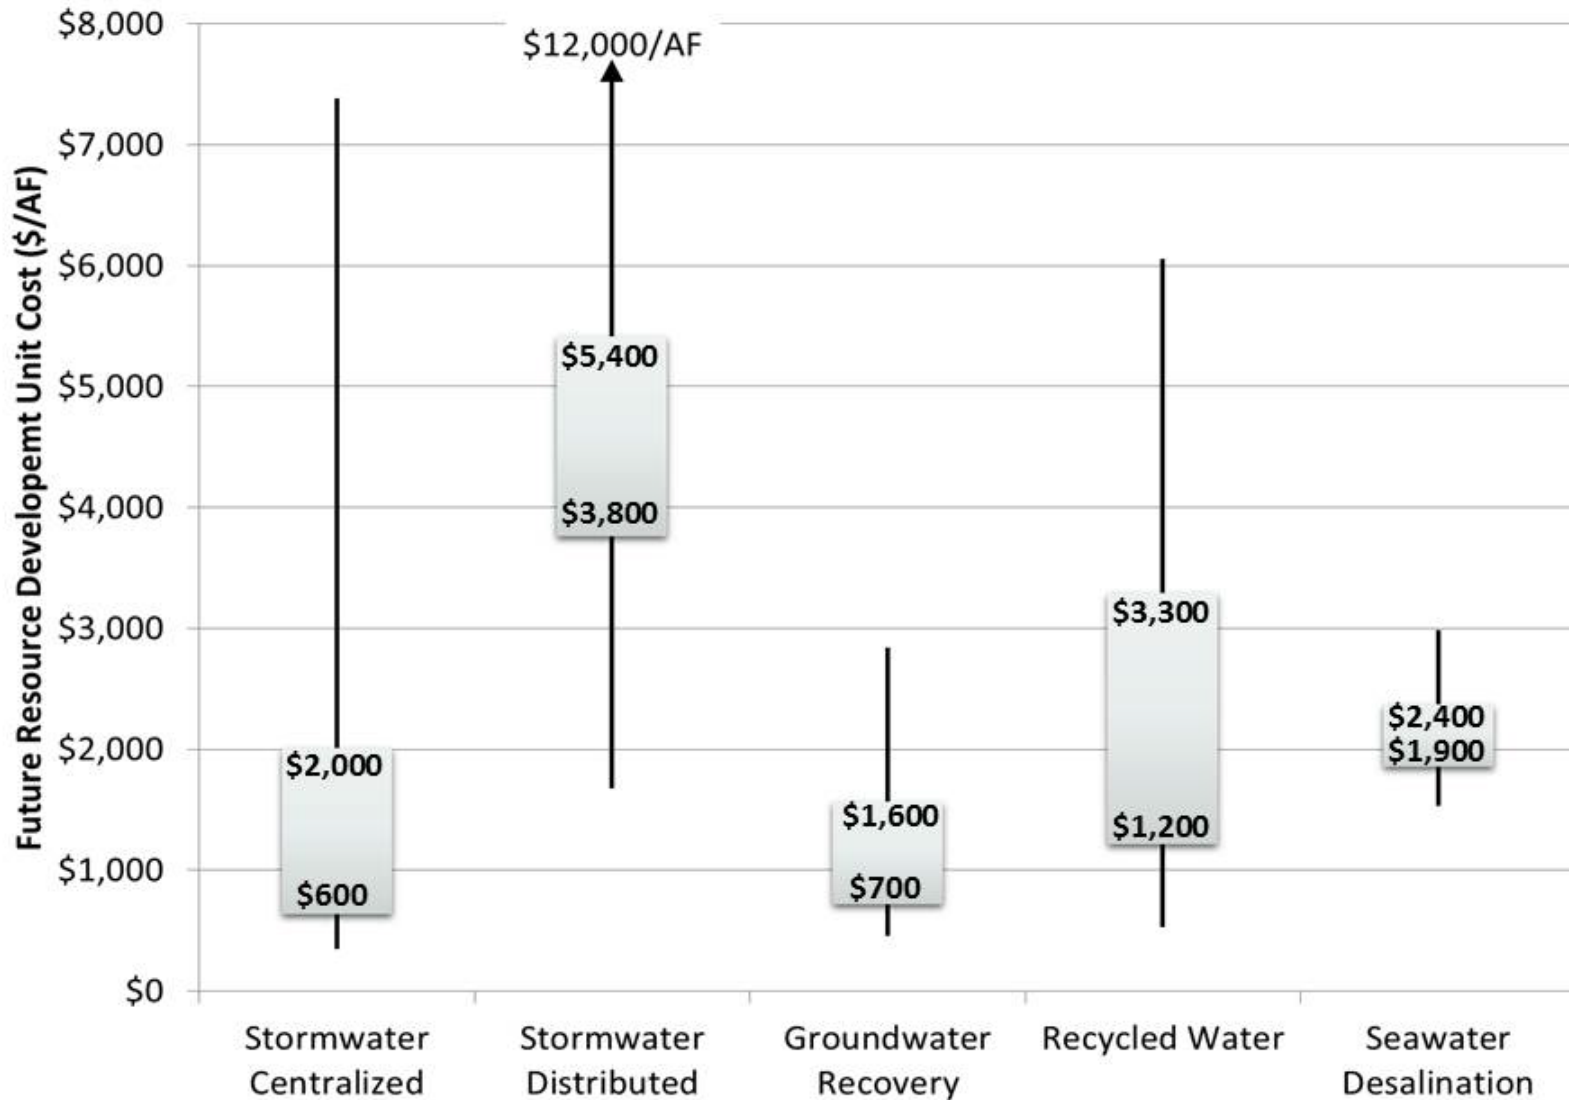 Future Resource Developemt Unit Cost ($/AF)
$8,000
$7,000
$6,000
$5,000
$4,000
$3,000
$2,000
$1,000
$0
$12,000/AF
$5,400
$3,800
$2,000
$600
$1,600
$700
$3,300
$1,200
$2,400
$1,900
Stormwater
Centralized
Stormwater
Distributed
Groundwater
Recovery
Recycled Water
Seawater
Desalination